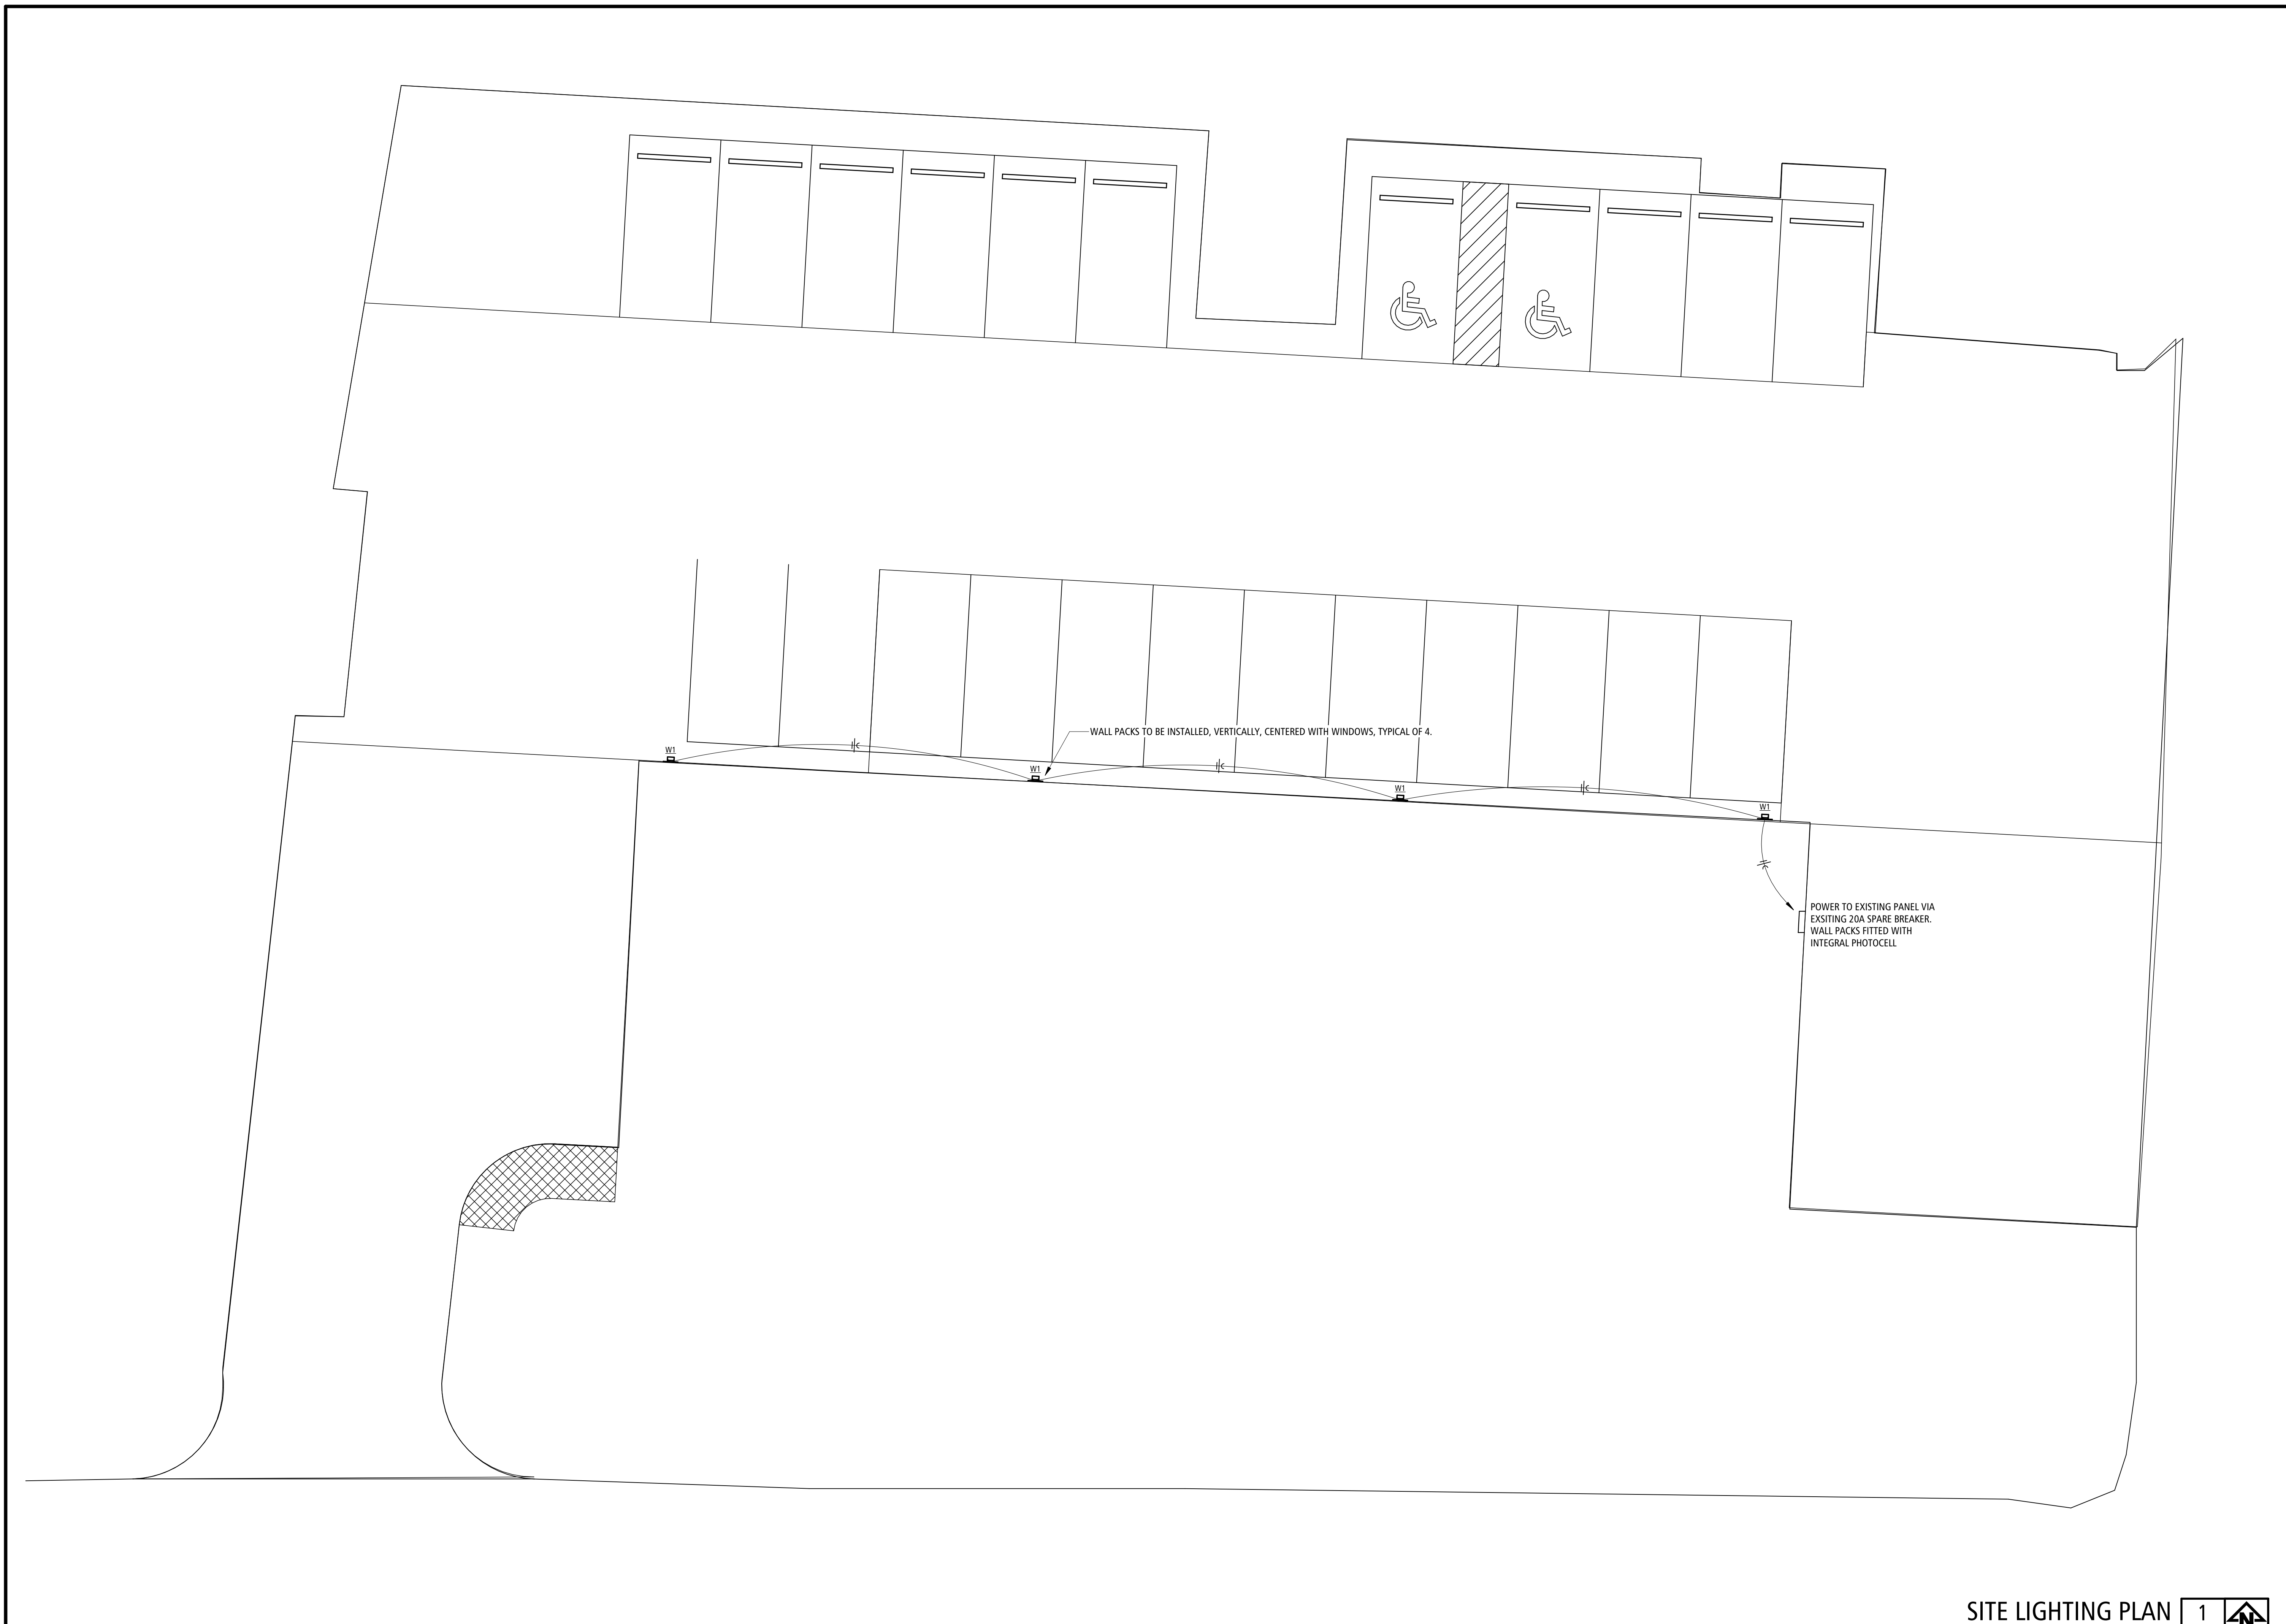 WALL PACKS TO BE INSTALLED, VERTICALLY, CENTERED WITH WINDOWS, TYPICAL OF 4.
W1
W1
W1
W1
POWER TO EXISTING PANEL VIA
EXSITING 20A SPARE BREAKER.
WALL PACKS FITTED WITH
INTEGRAL PHOTOCELL
SITE LIGHTING PLAN
1
N